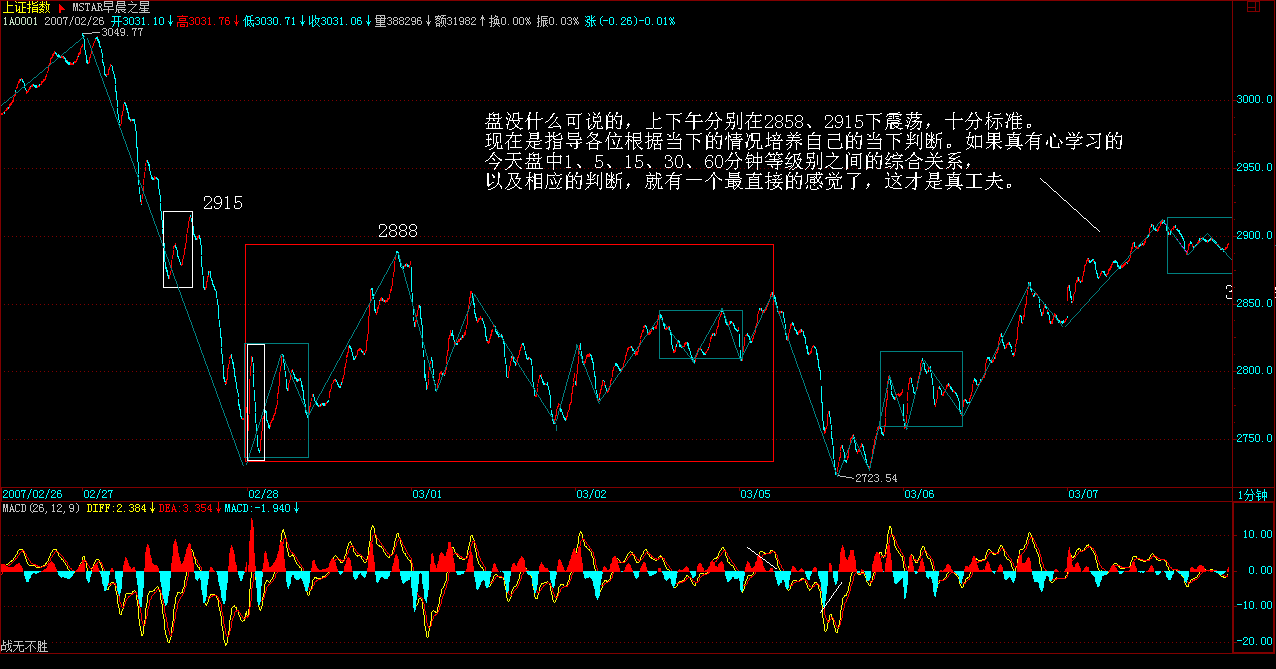 上证指数 MSTAR早晨之星
1A0001 2007/02/26 开3031.10↓高3031.78↓低3030.71↓收3031.06↓量388296↓额31982↑换0.00% 振0.03% 涨(-0.26)-0.01%
3049.77
3000.0
盘没什么可说的，上下午分别在2858、2915下震荡，十分标准。
现在是指导各位根据当下的情况培养自己的当下判断。如果真有心学习的
今天盘中1、5、15、30、60分钟等级别之间的综合关系，
以及相应的判断，就有一个最直接的感觉了，这才是真工夫。
2950.0
2915
2888
2900.0
2850.0
2800.0
2750.0
2723.54
2007/02/26 02/27 02/28 03/01 03/02 03/05 03/06 03/07 1分钟
MACD(26,12,9) DIFF:2.384↓DEA:3.354↓MACD:-1.940↓
10.00
0.00
-10.00
-20.00
战无不胜